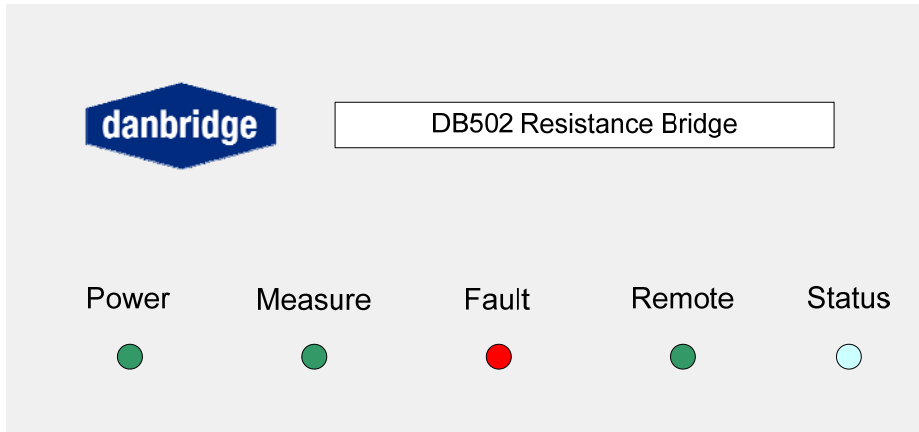 danbridge
DB502 Resistance Bridge
Power Measure Fault Remote Status